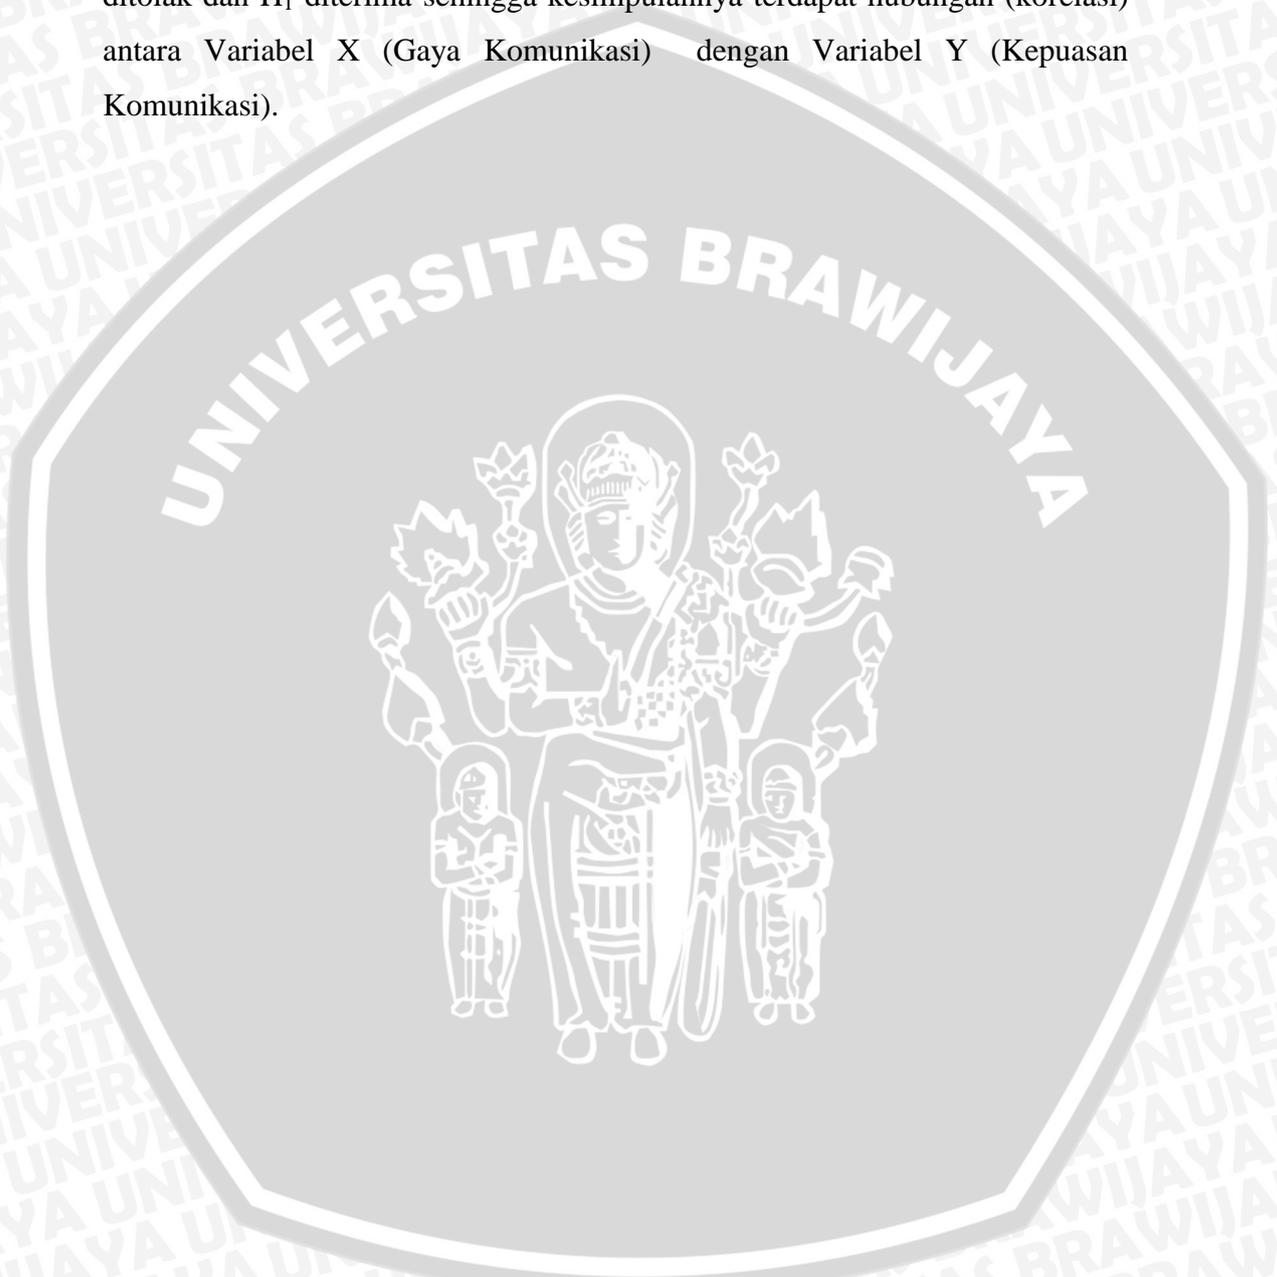 ditolak dan H1 diterima sehingga kesimpulannya terdapat hubungan (korelasi)
antara Variabel X (Gaya Komunikasi) dengan Variabel Y (Kepuasan
Komunikasi).
UNIVERSITAS BRAWIJAYA